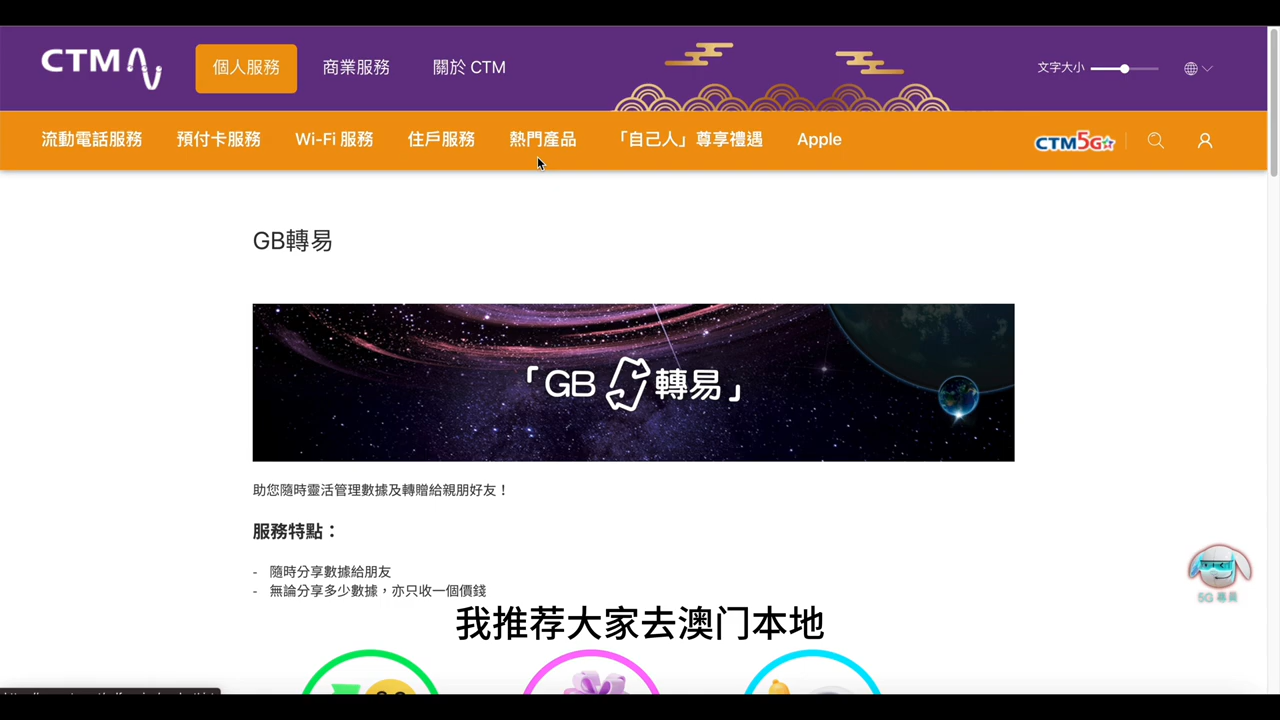 CTM
個人服務
商業服務
關於 CTM
文字大小
流動電話服務
預付卡服務
Wi-Fi 服務
住戶服務
熱門產品
「自己人」尊享禮遇
Apple
CTM5G
GB轉易
「GB轉易」
助您隨時靈活管理數據及轉贈給親朋好友！
服務特點：
- 隨時分享數據給朋友
- 無論分享多少數據，亦只收一個價錢
5G 專員
我推荐大家去澳门本地